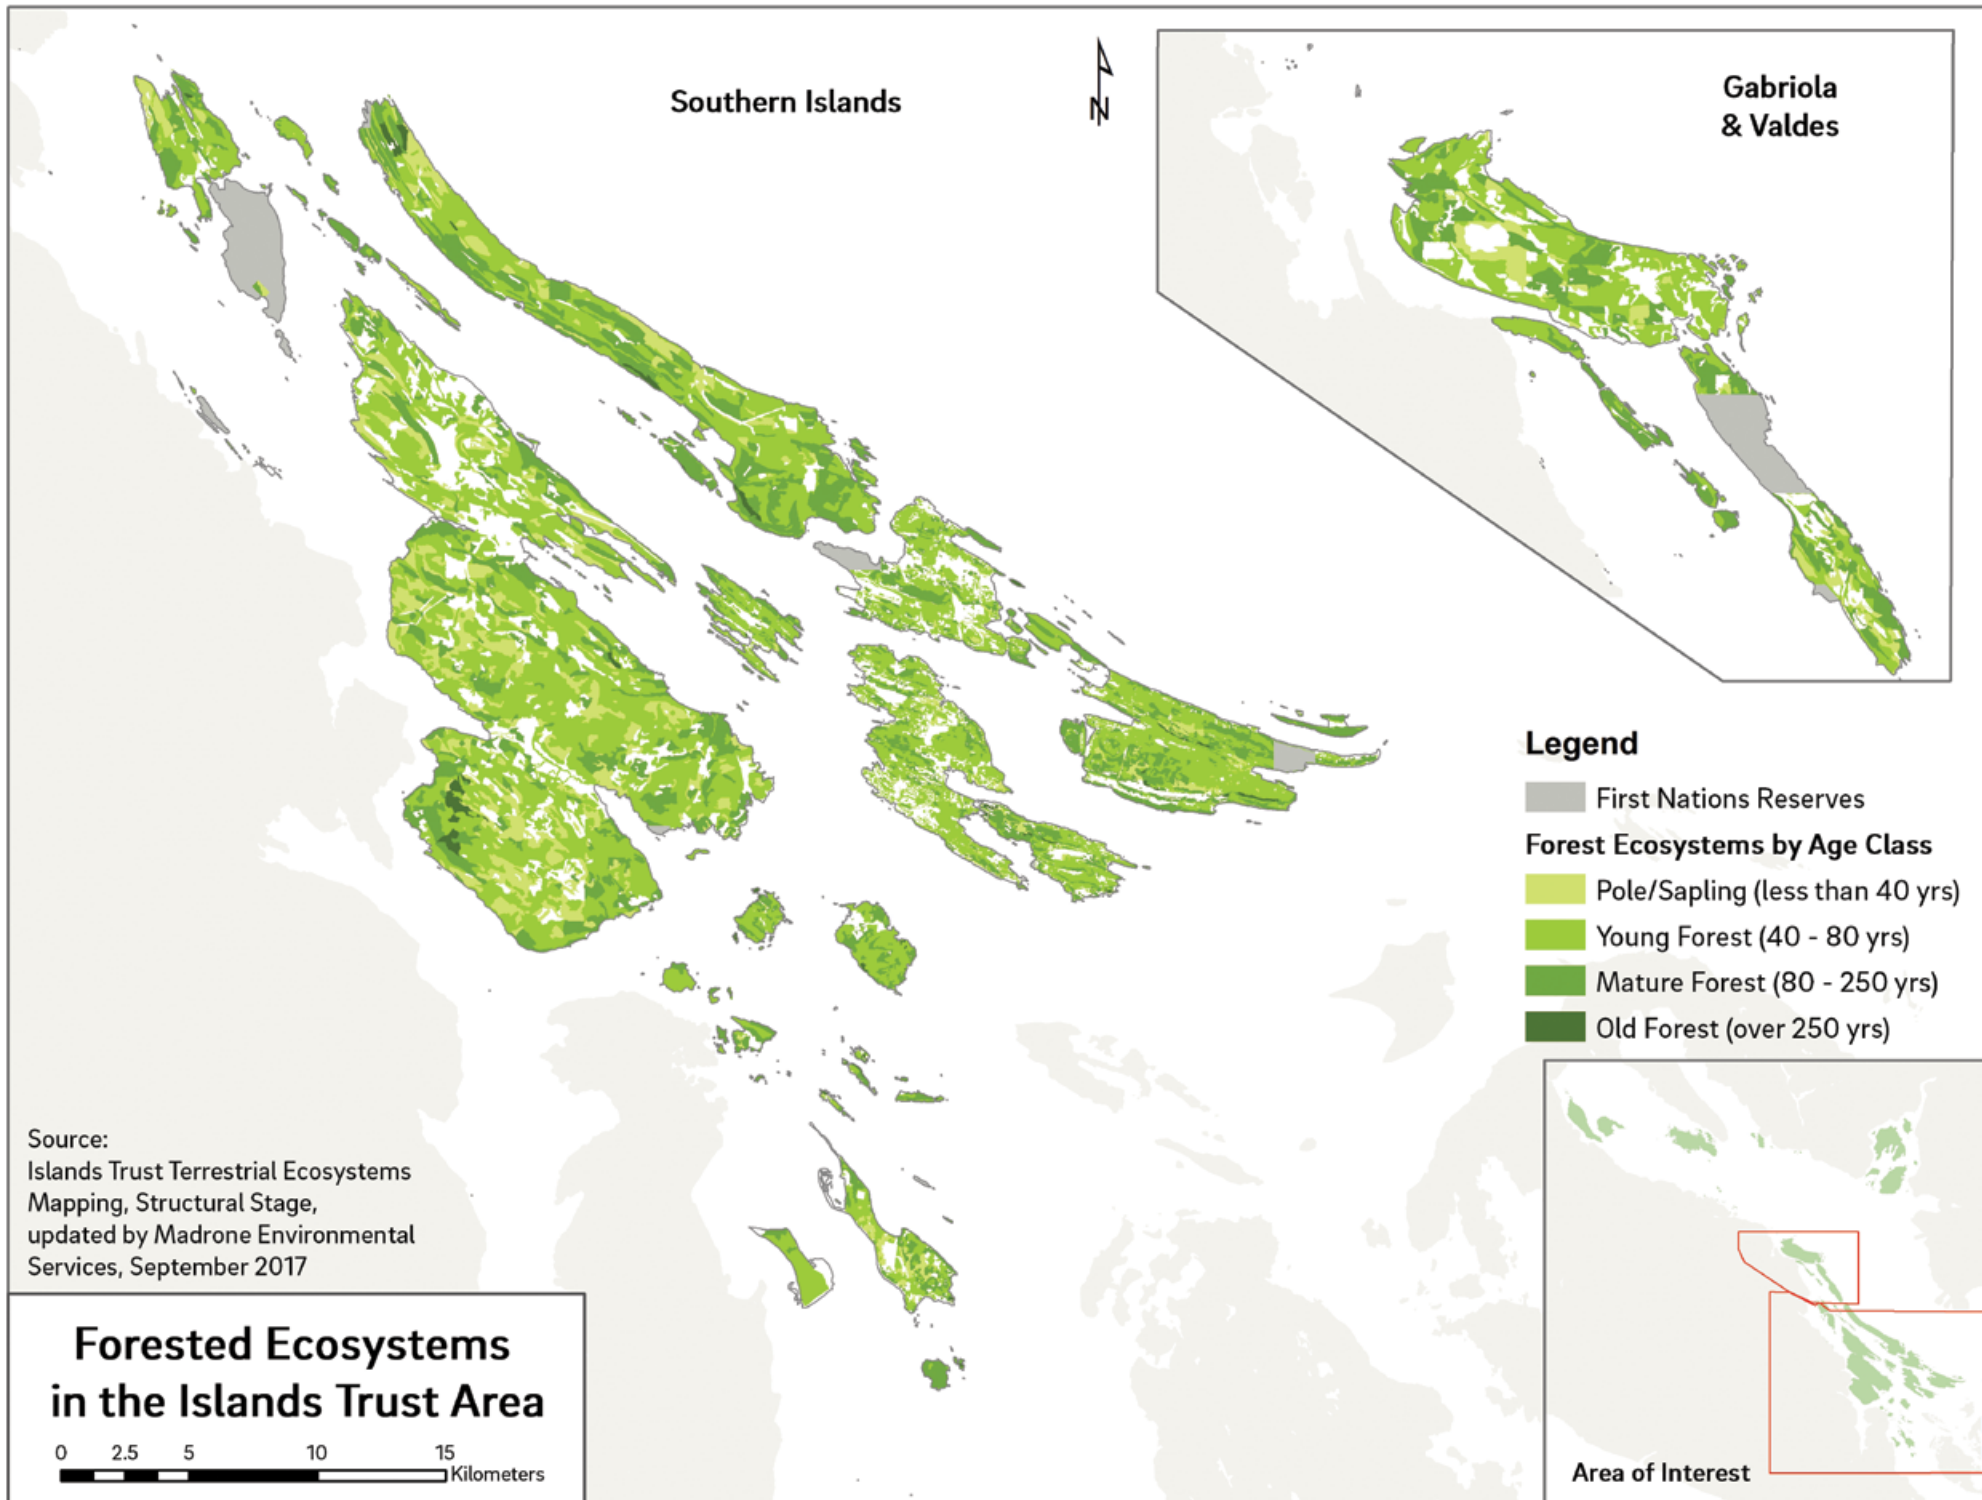 Southern Islands
N
Gabriola
& Valdes
Legend
First Nations Reserves
Forest Ecosystems by Age Class
Pole/Sapling (less than 40 yrs)
Young Forest (40 - 80 yrs)
Mature Forest (80 - 250 yrs)
Old Forest (over 250 yrs)
Source:
Islands Trust Terrestrial Ecosystems
Mapping, Structural Stage,
updated by Madrone Environmental
Services, September 2017
Forested Ecosystems
in the Islands Trust Area
0 2.5 5 10 15
Kilometers
Area of Interest